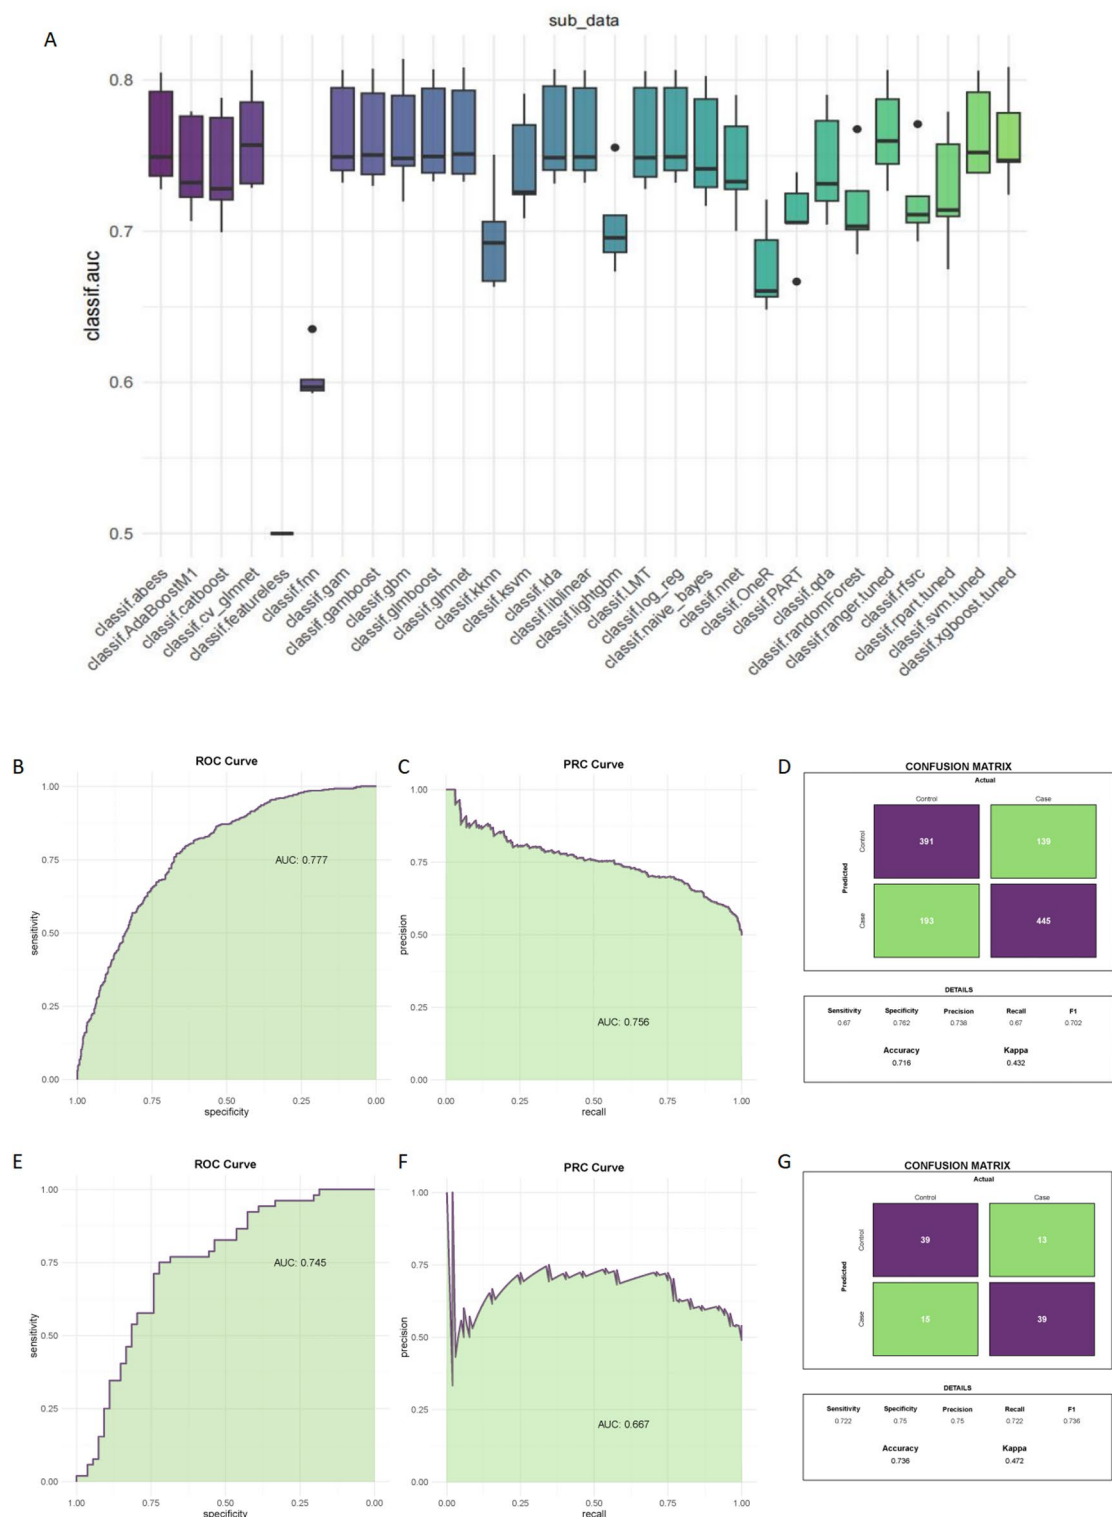 sub_data
A
classif.auc
0.8
0.7
0.6
0.5
classif.abess
classif.AdaBoostM1
classif.catboost
classif.cv_glmnet
classif.featureless
classif.fnn
classif.gam
classif.gamboost
classif.gbm
classif.glmboost
classif.glmnet
classif.kknn
classif.ksvm
classif.lda
classif.liblinear
classif.lightgbm
classif.LMT
classif.log_reg
classif.naive_bayes
classif.nnet
classif.OneR
classif.PART
classif.qda
classif.randomForest
classif.ranger.tuned
classif.rfsrc
classif.rpart.tuned
classif.svm.tuned
classif.xgboost.tuned
B
ROC Curve
sensitivity
1.00
0.75
0.50
0.25
0.00
AUC: 0.777
1.00 0.75 0.50 0.25 0.00
specificity
C
PRC Curve
precision
1.00
0.75
0.50
0.25
0.00
AUC: 0.756
0.00 0.25 0.50 0.75 1.00
recall
D
CONFUSION MATRIX
Actual
Control Case
Predicted
Control
391 139
Case
193 445
DETAILS
Sensitivity Specificity Precision Recall F1
0.67 0.762 0.738 0.67 0.702
Accuracy Kappa
0.716 0.432
E
ROC Curve
sensitivity
1.00
0.75
0.50
0.25
0.00
AUC: 0.745
1.00 0.75 0.50 0.25 0.00
specificity
F
PRC Curve
precision
1.00
0.75
0.50
0.25
0.00
AUC: 0.667
0.00 0.25 0.50 0.75 1.00
recall
G
CONFUSION MATRIX
Actual
Control Case
Predicted
Control
39 13
Case
15 39
DETAILS
Sensitivity Specificity Precision Recall F1
0.722 0.75 0.75 0.722 0.736
Accuracy Kappa
0.736 0.472